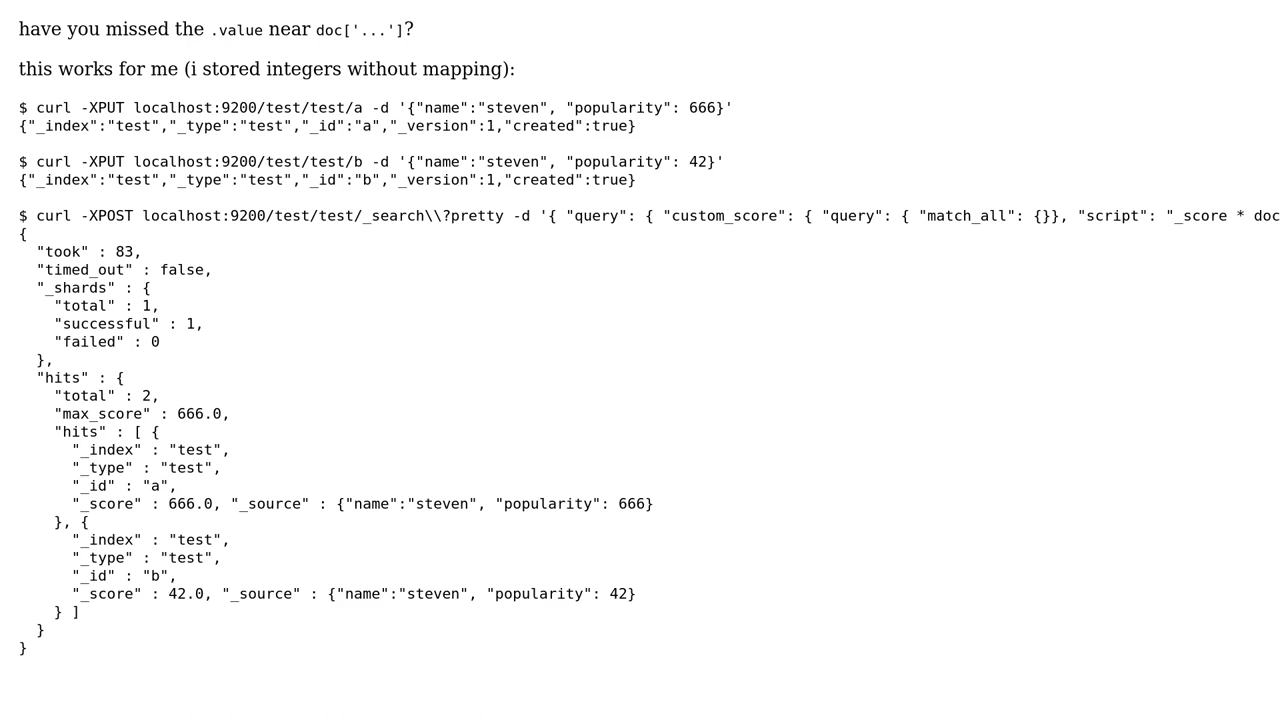 have you missed the .value near doc['...']?
this works for me (i stored integers without mapping):
$ curl -XPUT localhost:9200/test/test/a -d '{"name":"steven", "popularity": 666}'
{"_index":"test","_type":"test","_id":"a","_version":1,"created":true}
$ curl -XPUT localhost:9200/test/test/b -d '{"name":"steven", "popularity": 42}'
{"_index":"test","_type":"test","_id":"b","_version":1,"created":true}
$ curl -XPOST localhost:9200/test/test/_search\\?pretty -d '{ "query": { "custom_score": { "query": { "match_all": {}}, "script": "_score * doc
{
  "took" : 83,
  "timed_out" : false,
  "_shards" : {
    "total" : 1,
    "successful" : 1,
    "failed" : 0
  },
  "hits" : {
    "total" : 2,
    "max_score" : 666.0,
    "hits" : [ {
      "_index" : "test",
      "_type" : "test",
      "_id" : "a",
      "_score" : 666.0, "_source" : {"name":"steven", "popularity": 666}
    }, {
      "_index" : "test",
      "_type" : "test",
      "_id" : "b",
      "_score" : 42.0, "_source" : {"name":"steven", "popularity": 42}
    } ]
  }
}